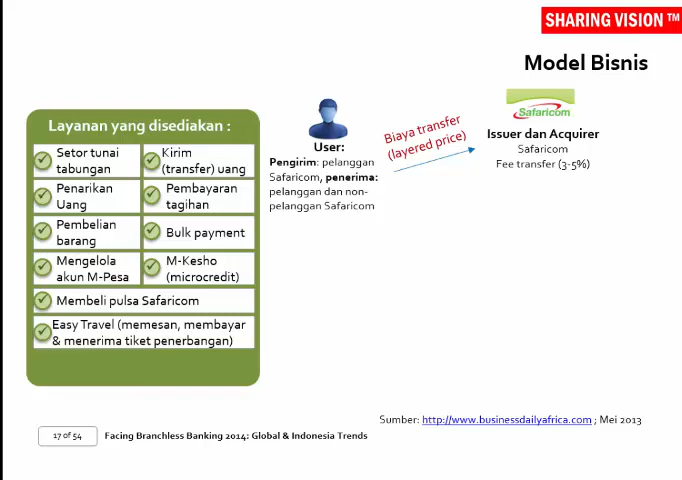 SHARING VISION ™
Model Bisnis
Layanan yang disediakan :
Setor tunai
tabungan
Kirim
(transfer) uang
Penarikan
Uang
Pembayaran
tagihan
Pembelian
barang
Bulk payment
Mengelola
akun M-Pesa
M-Kesho
(microcredit)
Membeli pulsa Safaricom
Easy Travel (memesan, membayar
& menerima tiket penerbangan)
User:
Pengirim: pelanggan
Safaricom, penerima:
pelanggan dan non-
pelanggan Safaricom
Biaya transfer
(layered price)
Safaricom
Issuer dan Acquirer
Safaricom
Fee transfer (3-5%)
Sumber: http://www.businessdailyafrica.com ; Mei 2013
17 of 54
Facing Branchless Banking 2014: Global & Indonesia Trends